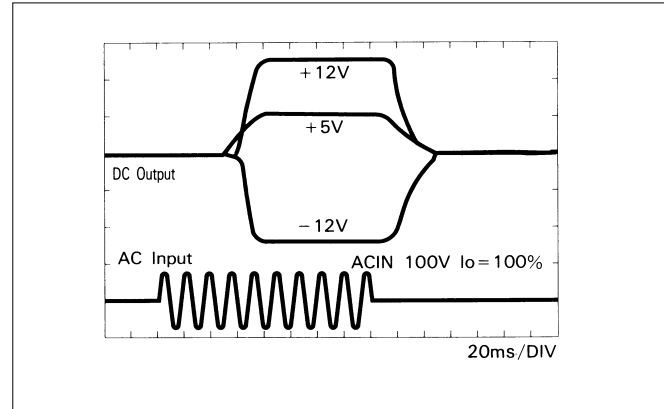 +12V
+5V
DC Output
−12V
AC Input
ACIN 100V Io=100%
20ms/DIV